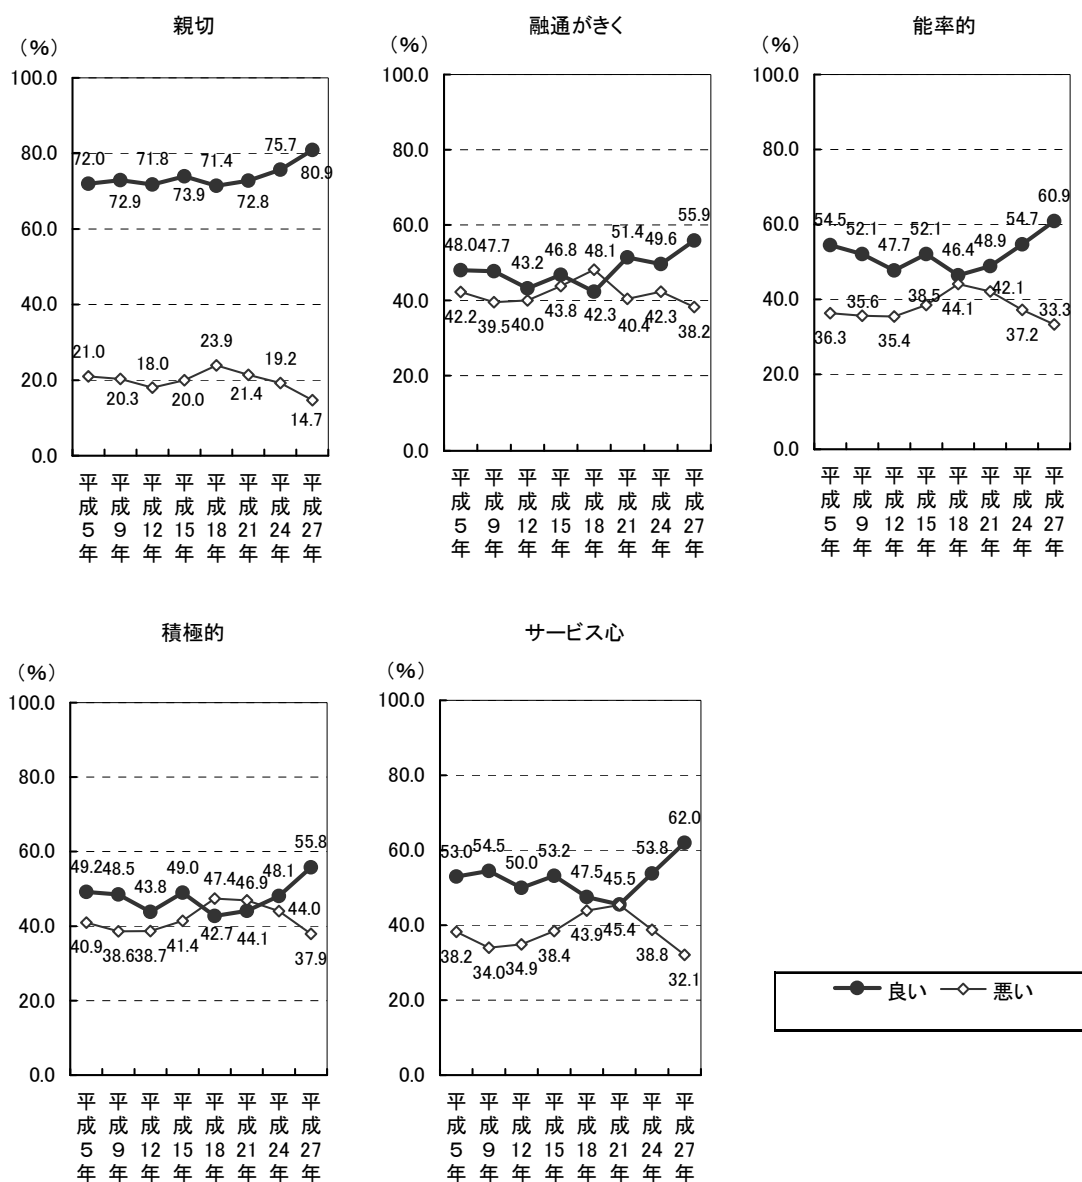 親切
(%)
100.0
80.0
60.0
40.0
20.0
0.0
72.0
72.9
71.8
73.9
71.4
72.8
75.7
80.9
21.0
20.3
18.0
20.0
23.9
21.4
19.2
14.7
平成5年
平成9年
平成12年
平成15年
平成18年
平成21年
平成24年
平成27年
融通がきく
(%)
100.0
80.0
60.0
40.0
20.0
0.0
48.0
47.7
43.2
46.8
42.3
51.4
49.6
55.9
42.2
39.5
40.0
43.8
48.1
40.4
42.3
38.2
平成5年
平成9年
平成12年
平成15年
平成18年
平成21年
平成24年
平成27年
能率的
(%)
100.0
80.0
60.0
40.0
20.0
0.0
54.5
52.1
47.7
52.1
46.4
48.9
54.7
60.9
36.3
35.6
35.4
38.5
44.1
42.1
37.2
33.3
平成5年
平成9年
平成12年
平成15年
平成18年
平成21年
平成24年
平成27年
積極的
(%)
100.0
80.0
60.0
40.0
20.0
0.0
49.2
48.5
43.8
49.0
42.7
44.1
48.1
55.8
40.9
38.6
38.7
41.4
47.4
46.9
44.0
37.9
平成5年
平成9年
平成12年
平成15年
平成18年
平成21年
平成24年
平成27年
サービス心
(%)
100.0
80.0
60.0
40.0
20.0
0.0
53.0
54.5
50.0
53.2
47.5
45.5
53.8
62.0
38.2
34.0
34.9
38.4
43.9
45.4
38.8
32.1
平成5年
平成9年
平成12年
平成15年
平成18年
平成21年
平成24年
平成27年
良い 悪い